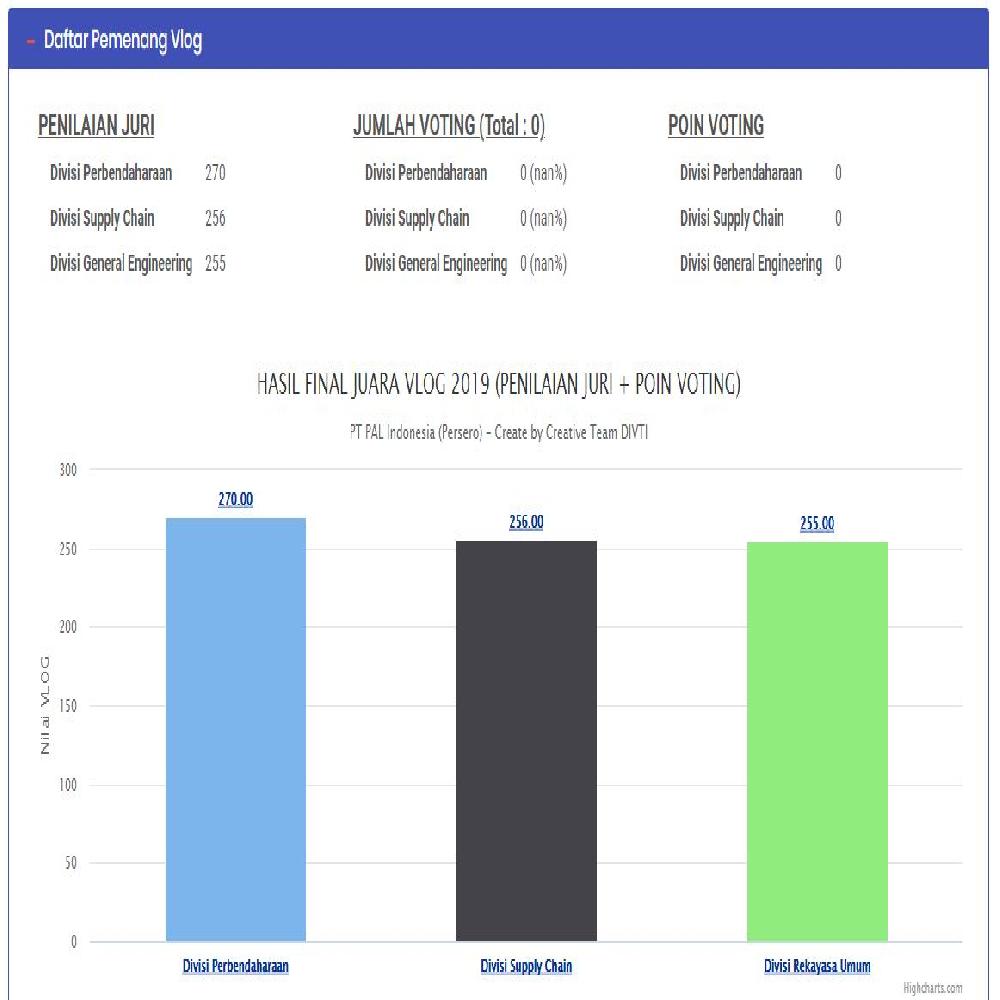 – Daftar Pemenang Vlog
PENILAIAN JURI
Divisi Perbendaharaan 270
Divisi Supply Chain 256
Divisi General Engineering 255
JUMLAH VOTING (Total : 0)
Divisi Perbendaharaan 0 (nan%)
Divisi Supply Chain 0 (nan%)
Divisi General Engineering 0 (nan%)
POIN VOTING
Divisi Perbendaharaan 0
Divisi Supply Chain 0
Divisi General Engineering 0
HASIL FINAL JUARA VLOG 2019 (PENILAIAN JURI + POIN VOTING)
PT PAL Indonesia (Persero) - Create by Creative Team DIVTI
Nilai VLOG
300
250
200
150
100
50
0
270.00
256.00
255.00
Divisi Perbendaharaan
Divisi Supply Chain
Divisi Rekayasa Umum
Highcharts.com